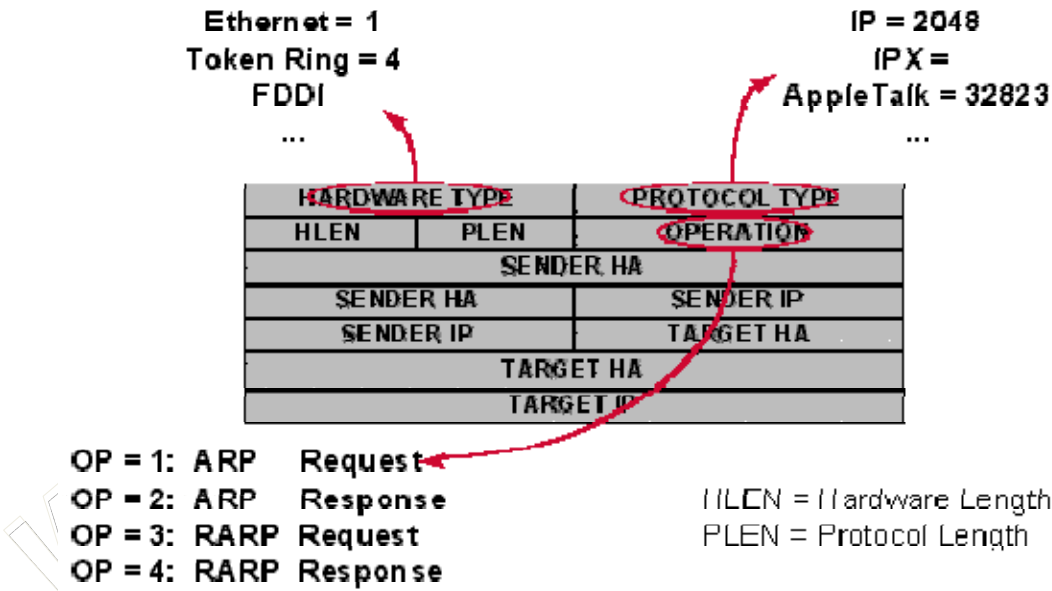 Ethernet = 1
Token Ring = 4
FDDI
...
IP = 2048
IPX =
AppleTalk = 32823
...
HARDWARE TYPE
PROTOCOL TYPE
HLEN
PLEN
OPERATION
SENDER HA
SENDER HA
SENDER IP
SENDER IP
TARGET HA
TARGET HA
TARGET IP
OP = 1: ARP Request
OP = 2: ARP Response
OP = 3: RARP Request
OP = 4: RARP Response
HLEN = Hardware Length
PLEN = Protocol Length